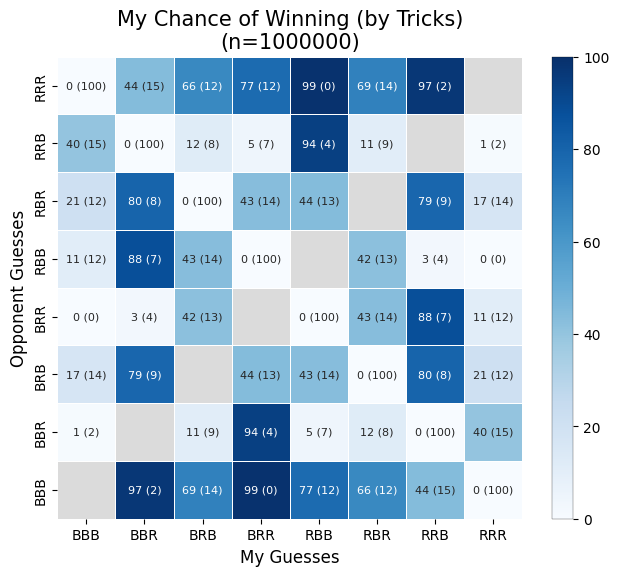 My Chance of Winning (by Tricks)
(n=1000000)
Opponent Guesses
RRR 0 (100) 44 (15) 66 (12) 77 (12) 99 (0) 69 (14) 97 (2)
RRB 40 (15) 0 (100) 12 (8) 5 (7) 94 (4) 11 (9) 1 (2)
RBR 21 (12) 80 (8) 0 (100) 43 (14) 44 (13) 79 (9) 17 (14)
RBB 11 (12) 88 (7) 43 (14) 0 (100) 42 (13) 3 (4) 0 (0)
BRR 0 (0) 3 (4) 42 (13) 0 (100) 43 (14) 88 (7) 11 (12)
BRB 17 (14) 79 (9) 44 (13) 43 (14) 0 (100) 80 (8) 21 (12)
BBR 1 (2) 11 (9) 94 (4) 5 (7) 12 (8) 0 (100) 40 (15)
BBB 97 (2) 69 (14) 99 (0) 77 (12) 66 (12) 44 (15) 0 (100)
BBB BBR BRB BRR RBB RBR RRB RRR
My Guesses
100
80
60
40
20
0